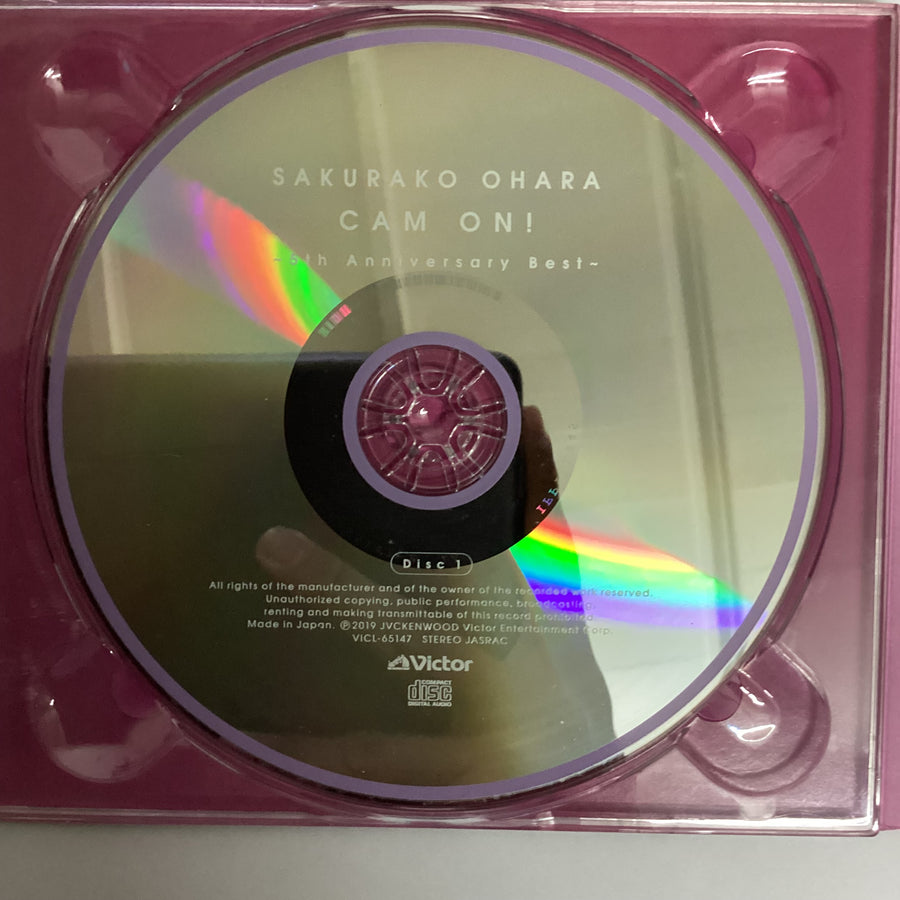 SAKURAKO OHARA
CAM ON!
~5th Anniversary Best~
Disc 1
All rights of the manufacturer and of the owner of the recorded work reserved.
Unauthorized copying, public performance, broadcasting,
renting and making transmittable of this record prohibited.
Made in Japan. Ⓟ2019 JVCKENWOOD Victor Entertainment Corp.
VICL-65147 STEREO JASRAC
Victor
COMPACT
disc
DIGITAL AUDIO